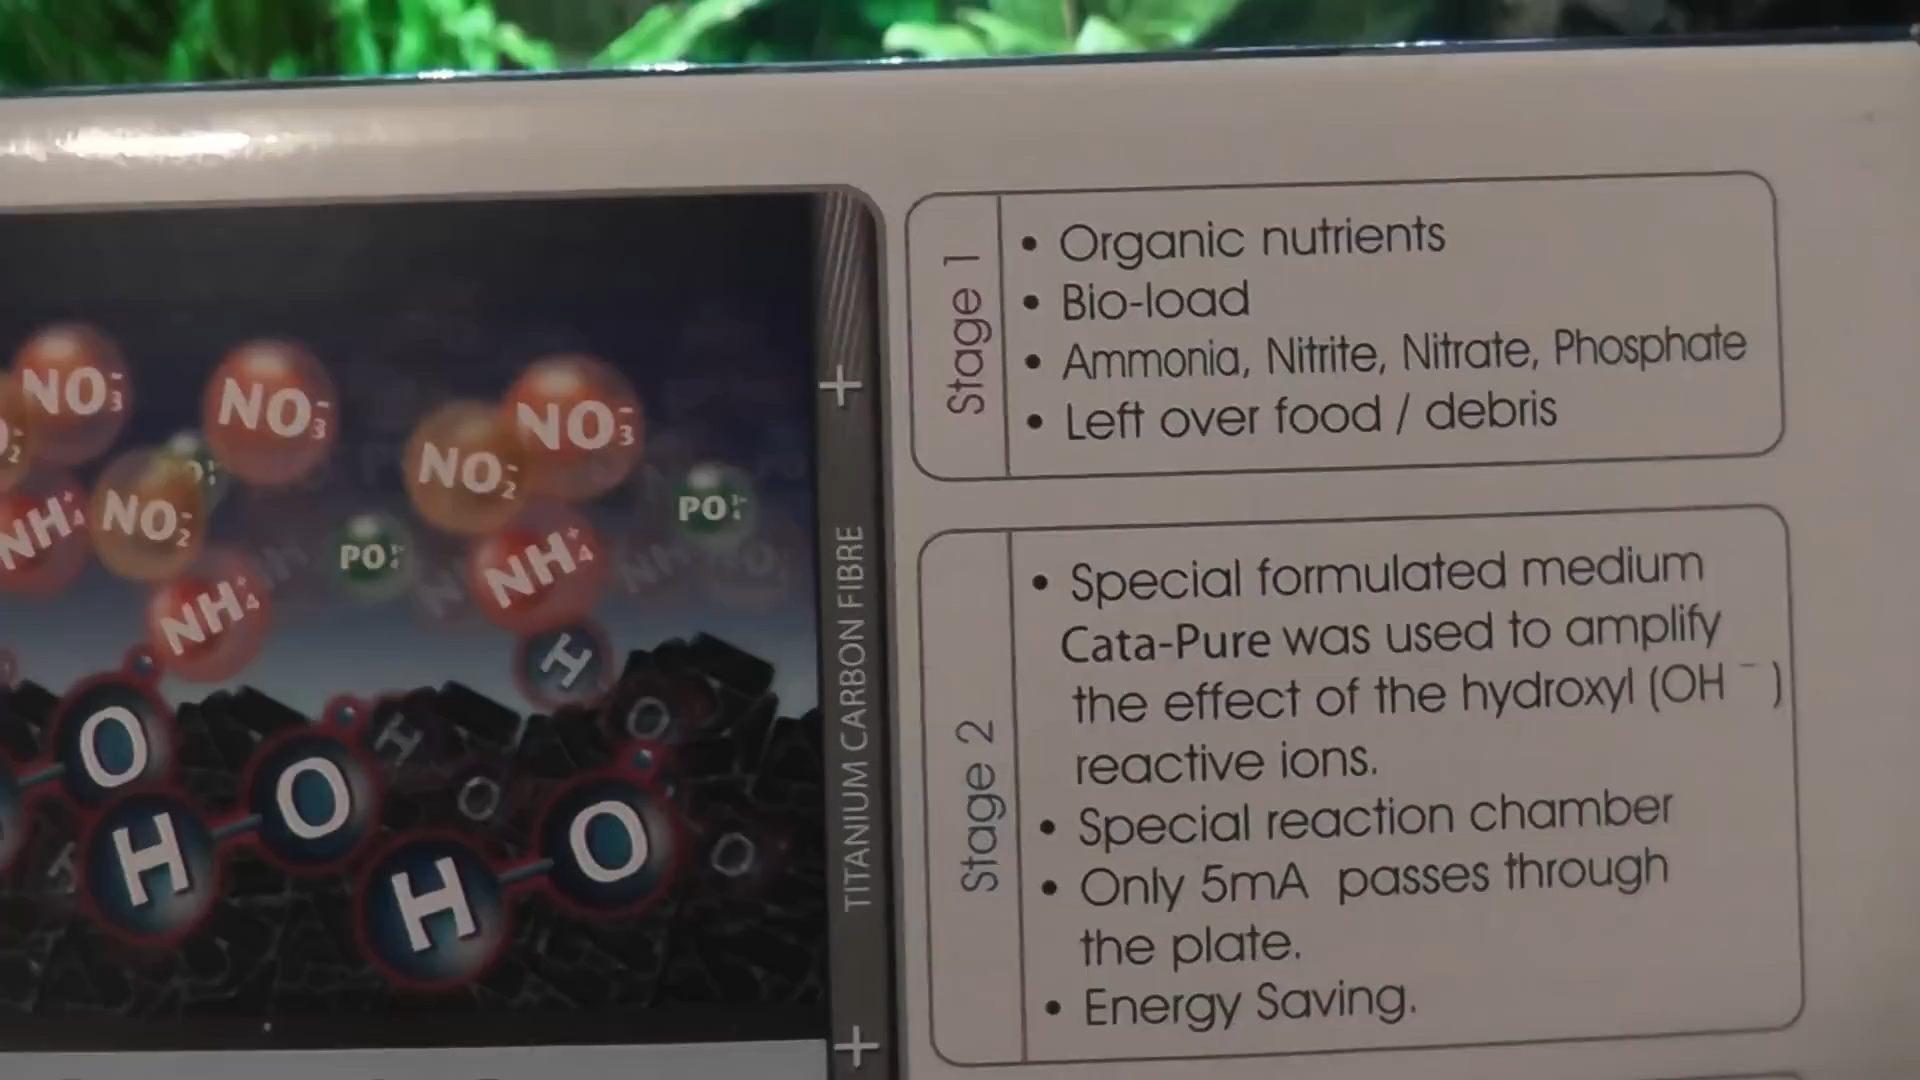 NO₃⁻
NO₃⁻
NO₃⁻
NO₂⁻
NO₂⁻
NH₄⁺
NH₄⁺
NH₄⁺
PO
PO
H
O
O
H
O
H
O
H
O
O
TITANIUM CARBON FIBRE
+
+
Stage 1
• Organic nutrients
• Bio-load
• Ammonia, Nitrite, Nitrate, Phosphate
• Left over food / debris
Stage 2
• Special formulated medium
Cata-Pure was used to amplify
the effect of the hydroxyl (OH⁻)
reactive ions.
• Special reaction chamber
• Only 5mA passes through
the plate.
• Energy Saving.